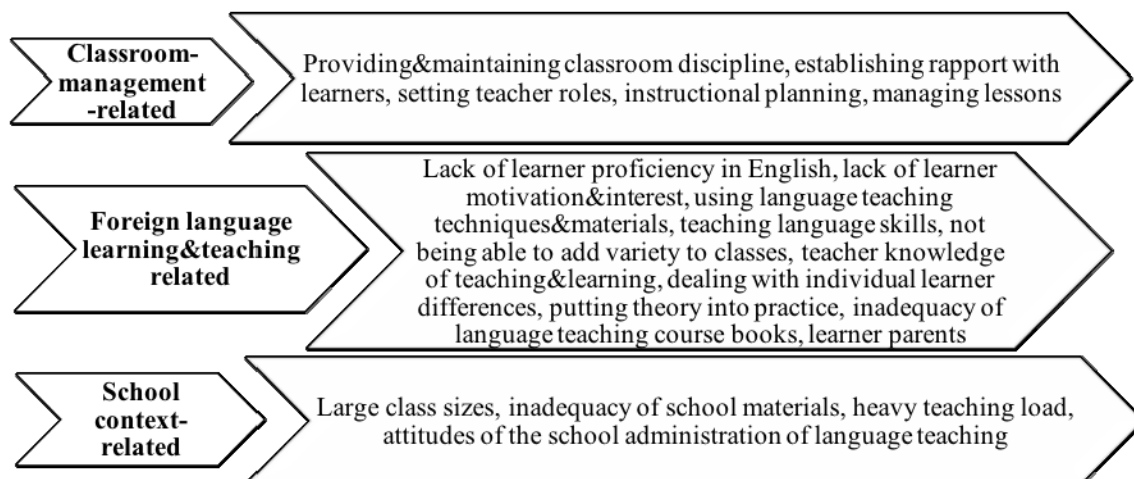 Classroom-
management
-related
Providing&maintaining classroom discipline, establishing rapport with
learners, setting teacher roles, instructional planning, managing lessons
Foreign language
learning&teaching
related
Lack of learner proficiency in English, lack of learner
motivation&interest, using language teaching
techniques&materials, teaching language skills, not
being able to add variety to classes, teacher knowledge
of teaching&learning, dealing with individual learner
differences, putting theory into practice, inadequacy of
language teaching course books, learner parents
School
context-
related
Large class sizes, inadequacy of school materials, heavy teaching load,
attitudes of the school administration of language teaching